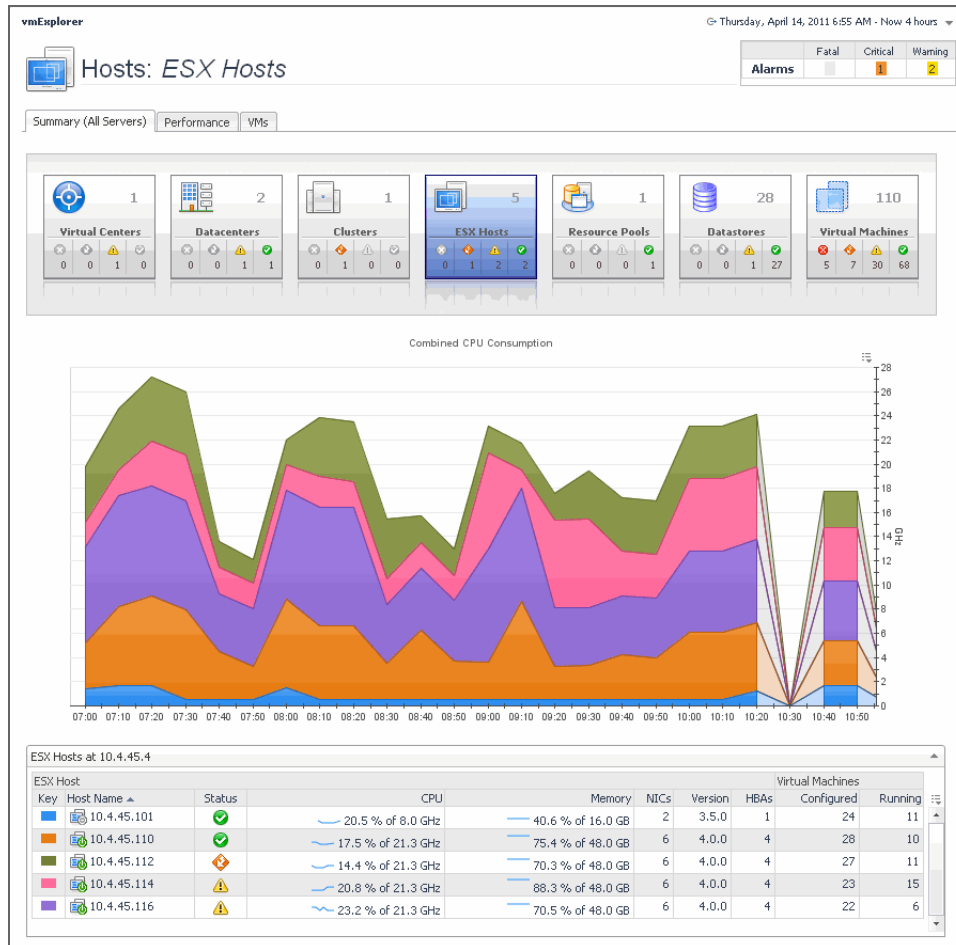 vmExplorer
Thursday, April 14, 2011 6:55 AM - Now 4 hours
Hosts: ESX Hosts
Fatal Critical Warning
Alarms 1 2
Summary (All Servers) Performance VMs
1 2 1 5 1 28 110
Virtual Centers Datacenters Clusters ESX Hosts Resource Pools Datastores Virtual Machines
0 0 1 0 0 0 1 1 0 1 0 0 0 1 2 2 0 0 0 1 0 0 1 27 5 7 30 68
Combined CPU Consumption
28
26
24
22
20
18
16
14
GHz
12
10
8
6
4
2
0
07:00 07:10 07:20 07:30 07:40 07:50 08:00 08:10 08:20 08:30 08:40 08:50 09:00 09:10 09:20 09:30 09:40 09:50 10:00 10:10 10:20 10:30 10:40 10:50
ESX Hosts at 10.4.45.4
ESX Host Virtual Machines
Key Host Name Status CPU Memory NICs Version HBAs Configured Running
10.4.45.101 20.5 % of 8.0 GHz 40.6 % of 16.0 GB 2 3.5.0 1 24 11
10.4.45.110 17.5 % of 21.3 GHz 75.4 % of 48.0 GB 6 4.0.0 4 28 10
10.4.45.112 14.4 % of 21.3 GHz 70.3 % of 48.0 GB 6 4.0.0 4 27 11
10.4.45.114 20.8 % of 21.3 GHz 88.3 % of 48.0 GB 6 4.0.0 4 23 15
10.4.45.116 23.2 % of 21.3 GHz 70.5 % of 48.0 GB 6 4.0.0 4 22 6